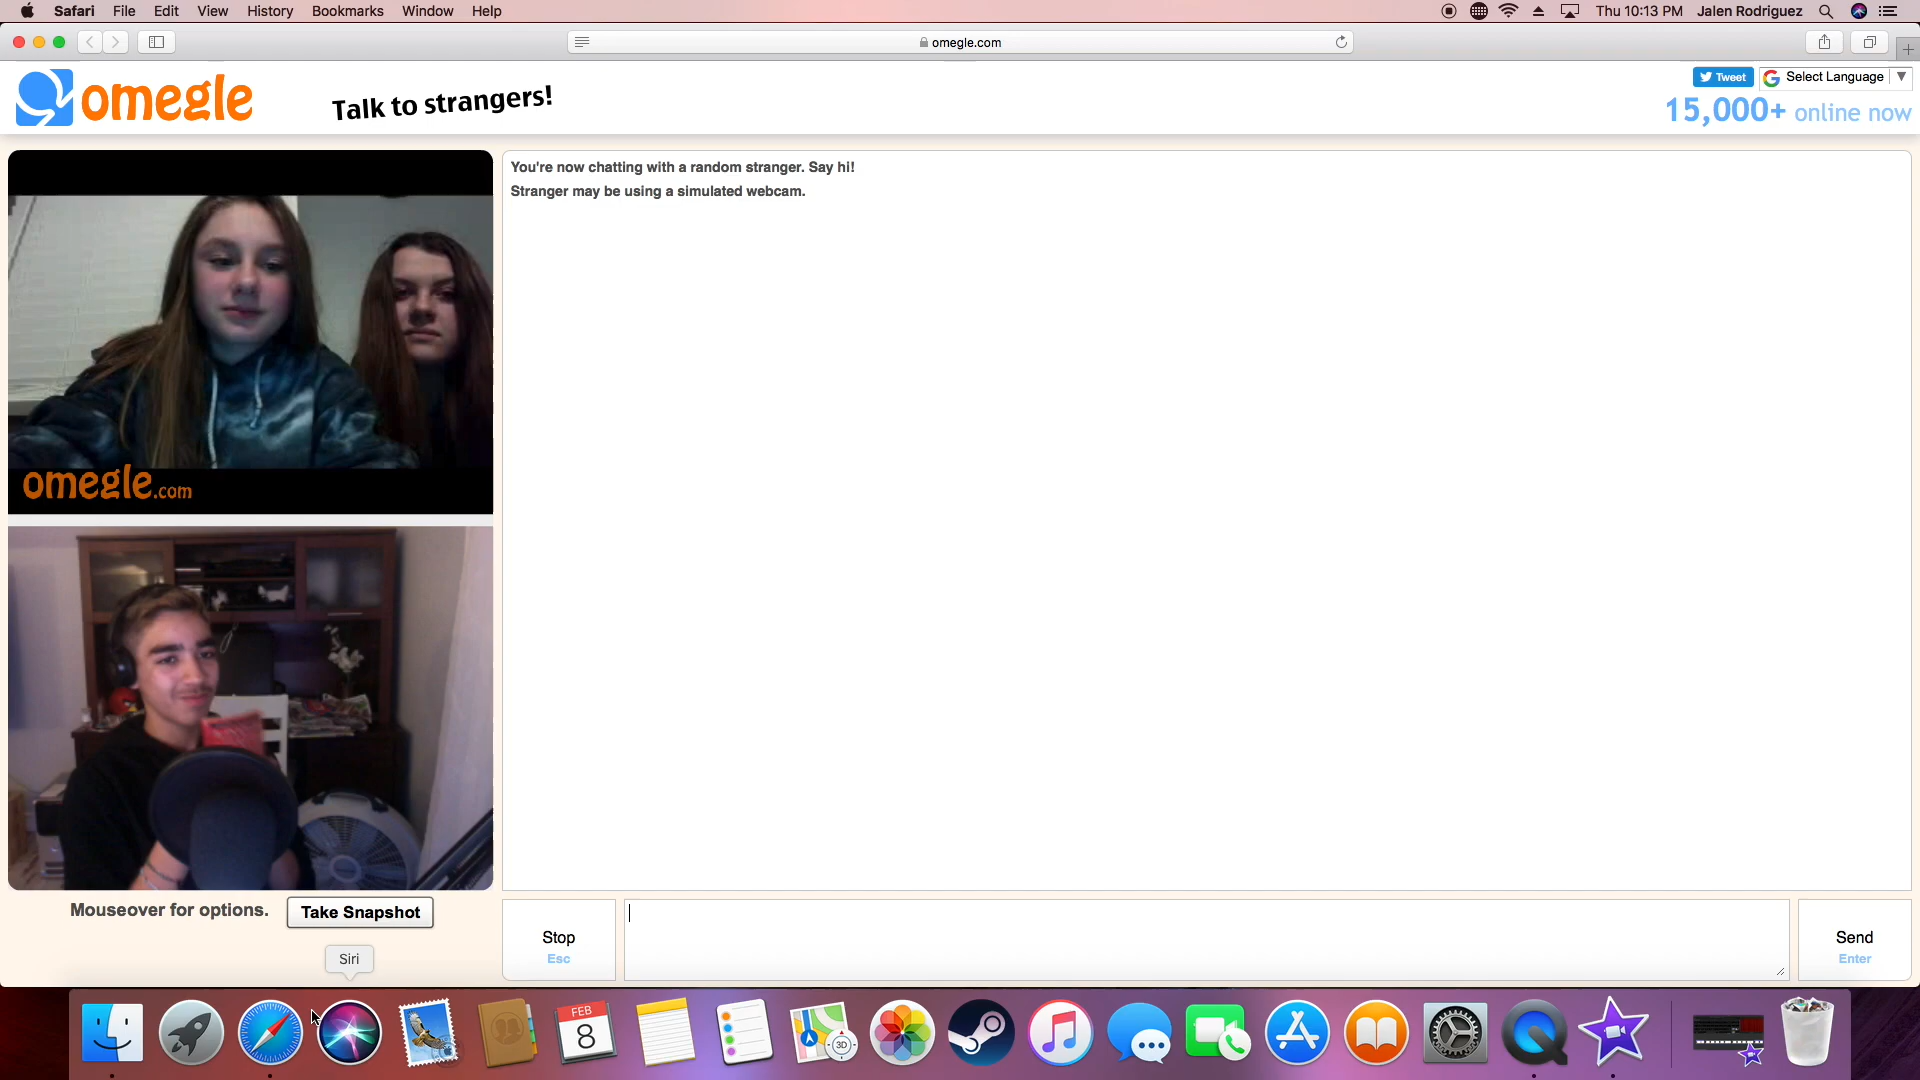 Safari File Edit View History Bookmarks Window Help
Thu 10:13 PM Jalen Rodriguez
omegle.com
omegle
Talk to strangers!
Tweet
Select Language
15,000+ online now
You're now chatting with a random stranger. Say hi!
Stranger may be using a simulated webcam.
omegle.com
Mouseover for options.
Take Snapshot
Stop
Esc
Send
Enter
Siri
FEB
8
3D